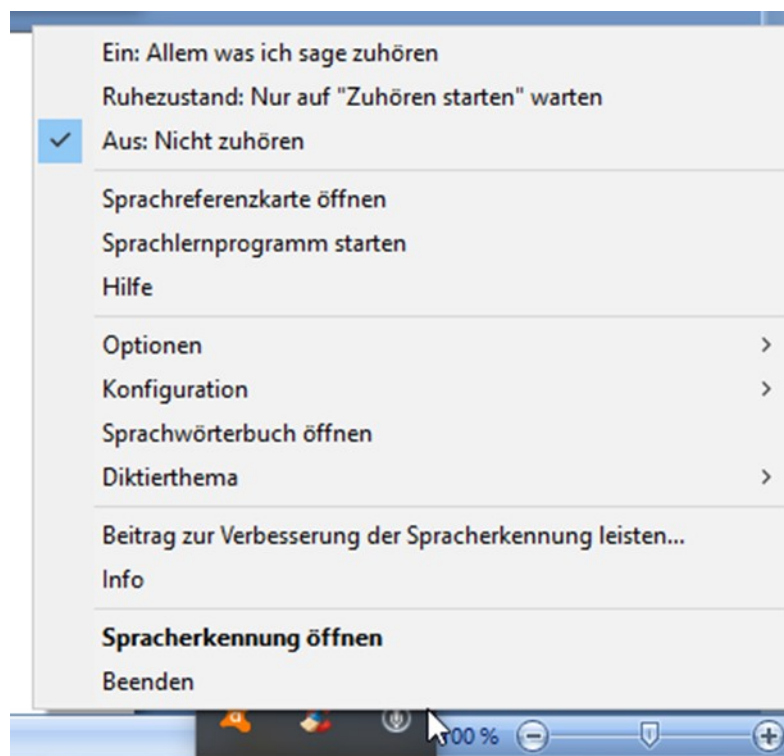 Ein: Allem was ich sage zuhören
Ruhezustand: Nur auf "Zuhören starten" warten
Aus: Nicht zuhören
Sprachreferenzkarte öffnen
Sprachlernprogramm starten
Hilfe
Optionen
Konfiguration
Sprachwörterbuch öffnen
Diktierthema
Beitrag zur Verbesserung der Spracherkennung leisten...
Info
Spracherkennung öffnen
Beenden
00 %